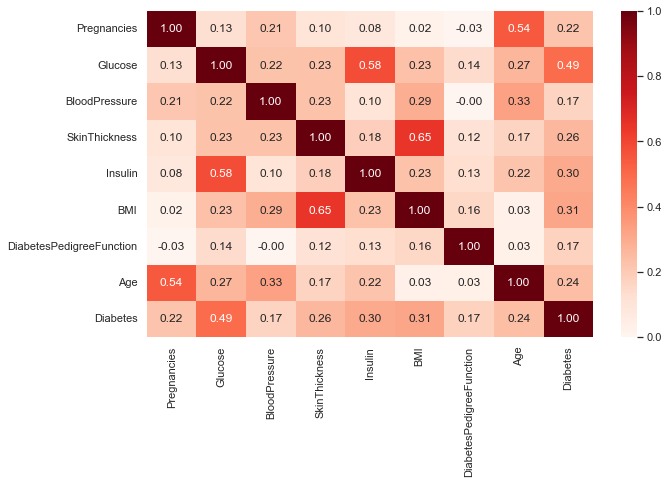 Pregnancies 1.00 0.13 0.21 0.10 0.08 0.02 -0.03 0.54 0.22
Glucose 0.13 1.00 0.22 0.23 0.58 0.23 0.14 0.27 0.49
BloodPressure 0.21 0.22 1.00 0.23 0.10 0.29 -0.00 0.33 0.17
SkinThickness 0.10 0.23 0.23 1.00 0.18 0.65 0.12 0.17 0.26
Insulin 0.08 0.58 0.10 0.18 1.00 0.23 0.13 0.22 0.30
BMI 0.02 0.23 0.29 0.65 0.23 1.00 0.16 0.03 0.31
DiabetesPedigreeFunction -0.03 0.14 -0.00 0.12 0.13 0.16 1.00 0.03 0.17
Age 0.54 0.27 0.33 0.17 0.22 0.03 0.03 1.00 0.24
Diabetes 0.22 0.49 0.17 0.26 0.30 0.31 0.17 0.24 1.00
Pregnancies
Glucose
BloodPressure
SkinThickness
Insulin
BMI
DiabetesPedigreeFunction
Age
Diabetes
1.0
0.8
0.6
0.4
0.2
0.0